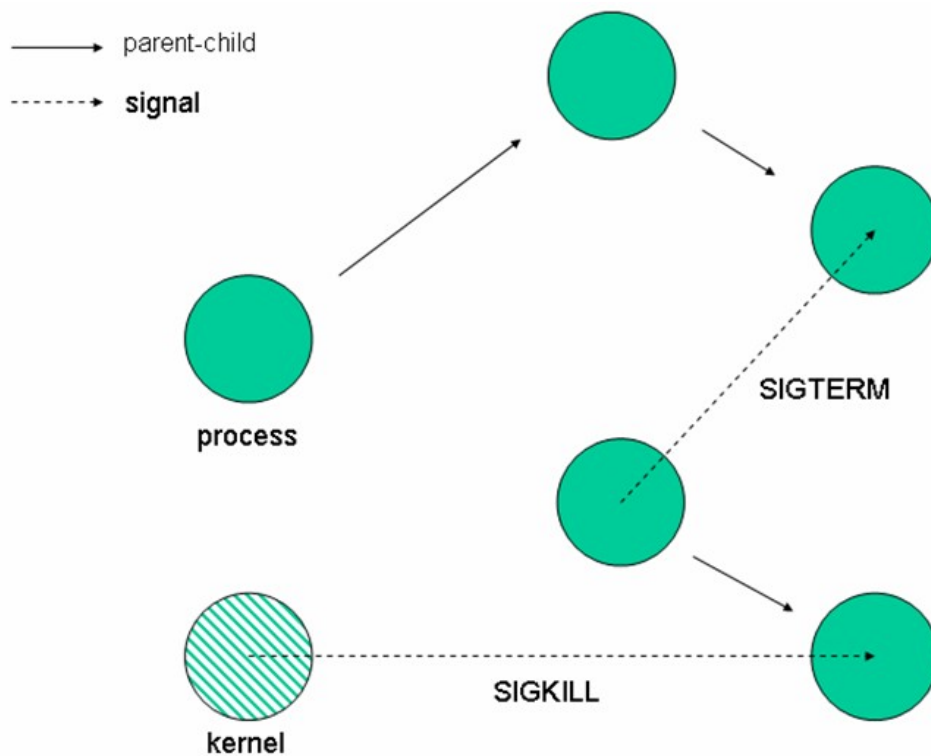 parent-child
signal
process
SIGTERM
SIGKILL
kernel